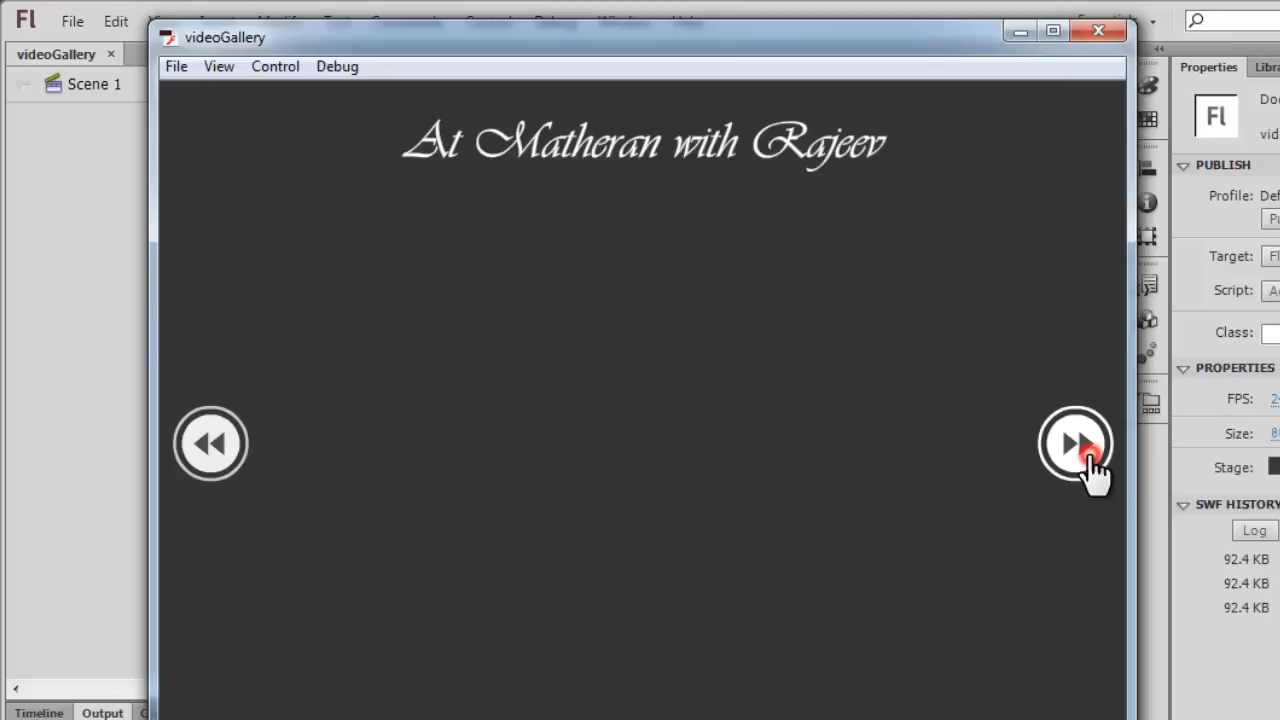 Fl File Edit
videoGallery ×
Scene 1
videoGallery
File View Control Debug
At Matheran with Rajeev
Properties
Fl
PUBLISH
Profile:
Target:
Script:
Class:
PROPERTIES
FPS:
Size:
Stage:
SWF HISTORY
Log
92.4 KB
92.4 KB
92.4 KB
Timeline Output